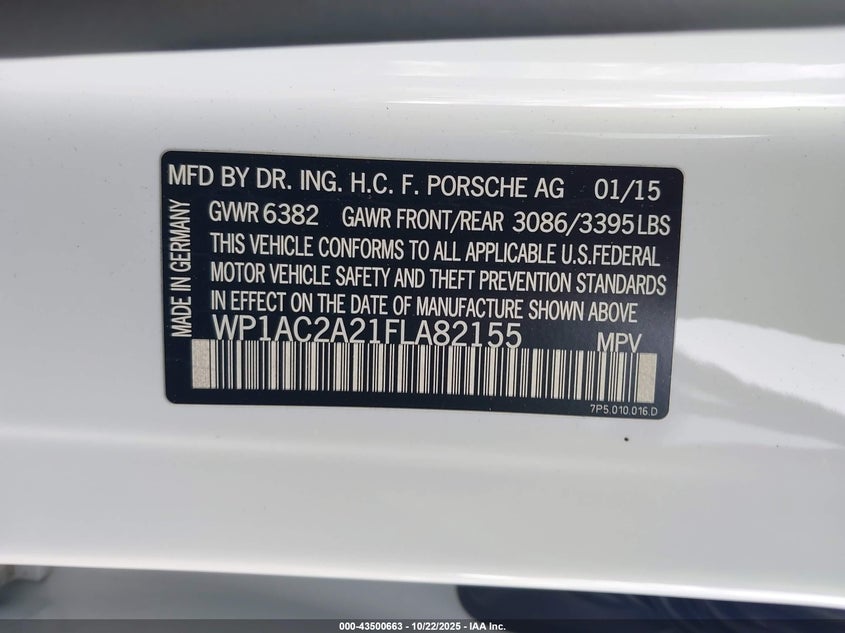 MFD BY DR. ING. H.C. F. PORSCHE AG 01/15
GVWR 6382 GAWR FRONT/REAR 3086/3395 LBS
THIS VEHICLE CONFORMS TO ALL APPLICABLE U.S.FEDERAL
MOTOR VEHICLE SAFETY AND THEFT PREVENTION STANDARDS
IN EFFECT ON THE DATE OF MANUFACTURE SHOWN ABOVE
WP1AC2A21FLA82155 MPV
7P5.010.016.D
MADE IN GERMANY
000-43500663 | 10/22/2025 | IAA Inc.